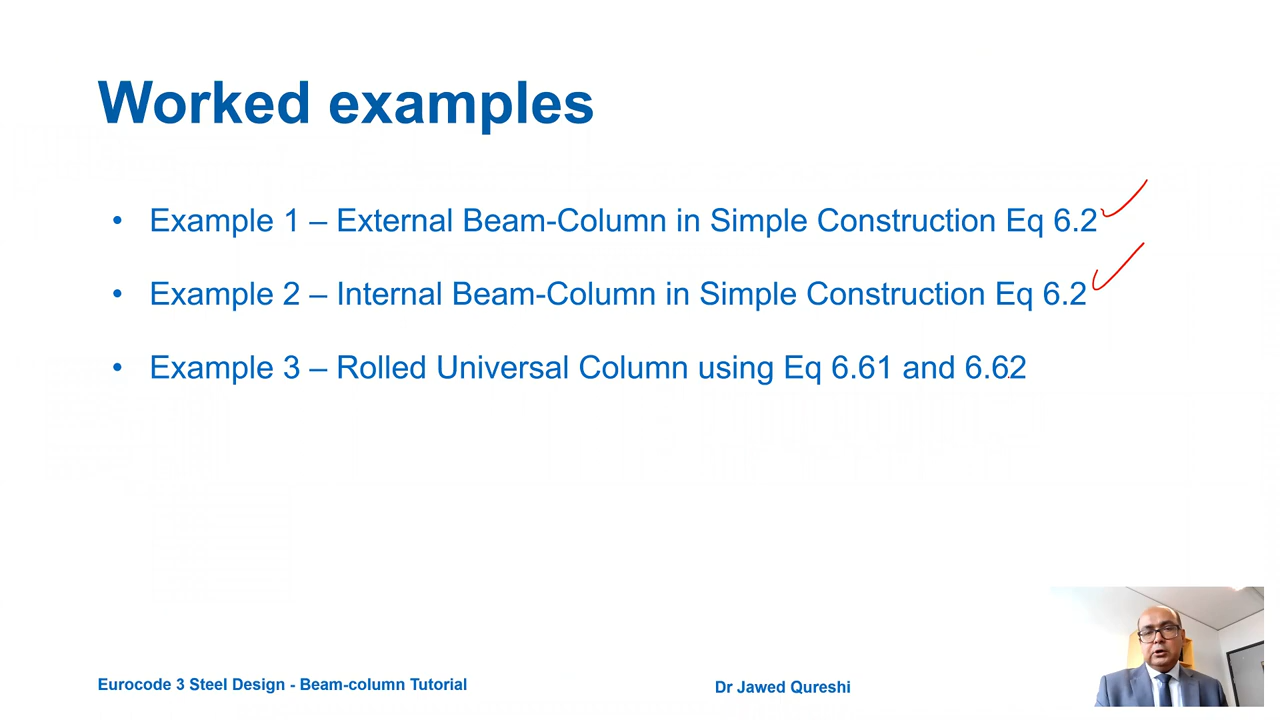 Worked examples
• Example 1 – External Beam-Column in Simple Construction Eq 6.2
• Example 2 – Internal Beam-Column in Simple Construction Eq 6.2
• Example 3 – Rolled Universal Column using Eq 6.61 and 6.62
Eurocode 3 Steel Design - Beam-column Tutorial
Dr Jawed Qureshi